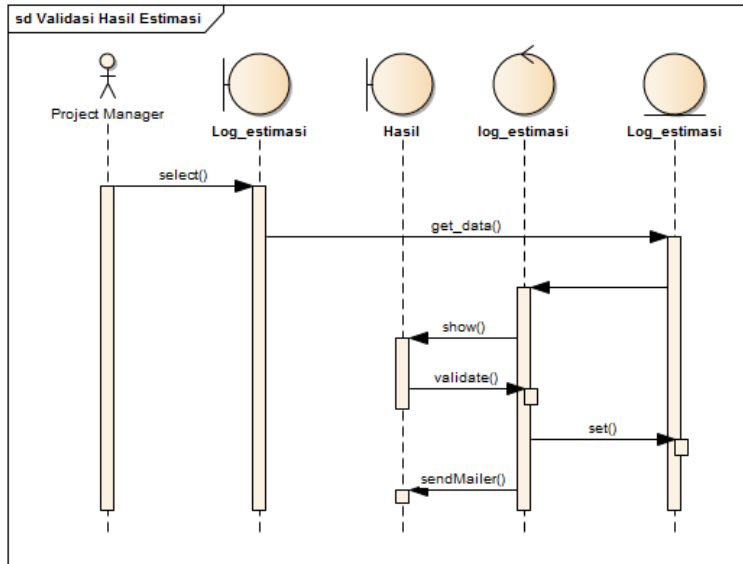 sd Validasi Hasil Estimasi
Project Manager
Log_estimasi
Hasil
log_estimasi
Log_estimasi
select()
get_data()
show()
validate()
set()
sendMailer()